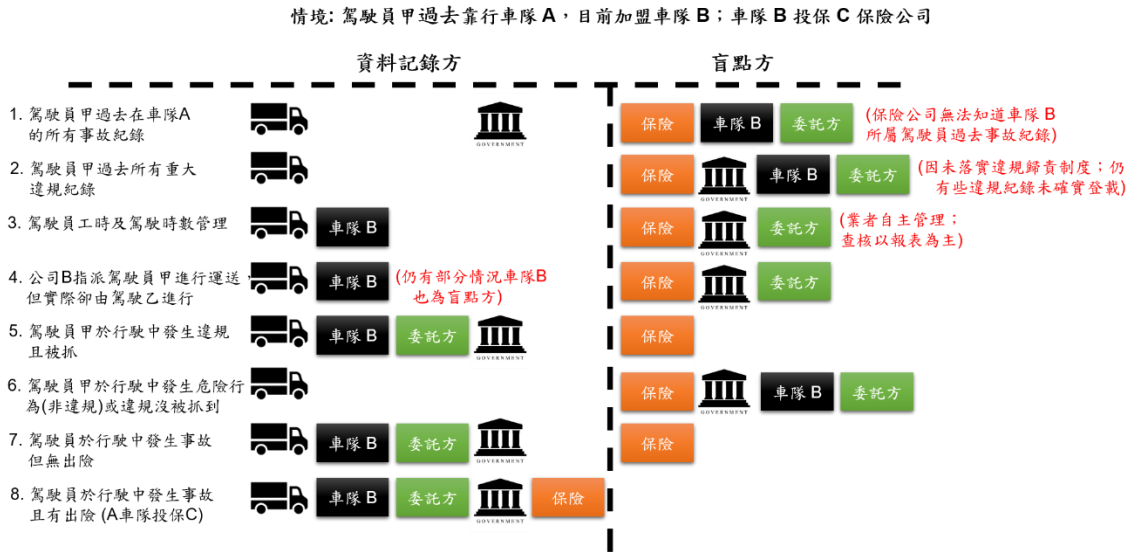 情境: 駕駛員甲過去靠行車隊 A，目前加盟車隊 B；車隊 B 投保 C 保險公司
資料記錄方
盲點方
1. 駕駛員甲過去在車隊A
的所有事故紀錄
GOVERNMENT
保險
車隊 B
委託方
(保險公司無法知道車隊 B
所屬駕駛員過去事故紀錄)
2. 駕駛員甲過去所有重大
違規紀錄
保險
GOVERNMENT
車隊 B
委託方
(因未落實違規歸責制度；仍
有些違規紀錄未確實登載)
3. 駕駛員工時及駕駛時數管理
車隊 B
保險
GOVERNMENT
委託方
(業者自主管理；
查核以報表為主)
4. 公司B指派駕駛員甲進行運送，
但實際卻由駕駛乙進行
車隊 B
(仍有部分情況車隊B
也為盲點方)
保險
GOVERNMENT
委託方
5. 駕駛員甲於行駛中發生違規
且被抓
車隊 B
委託方
GOVERNMENT
保險
6. 駕駛員甲於行駛中發生危險行
為(非違規)或違規沒被抓到
保險
GOVERNMENT
車隊 B
委託方
7. 駕駛員於行駛中發生事故
但無出險
車隊 B
委託方
GOVERNMENT
保險
8. 駕駛員於行駛中發生事故
且有出險 (A車隊投保C)
車隊 B
委託方
GOVERNMENT
保險